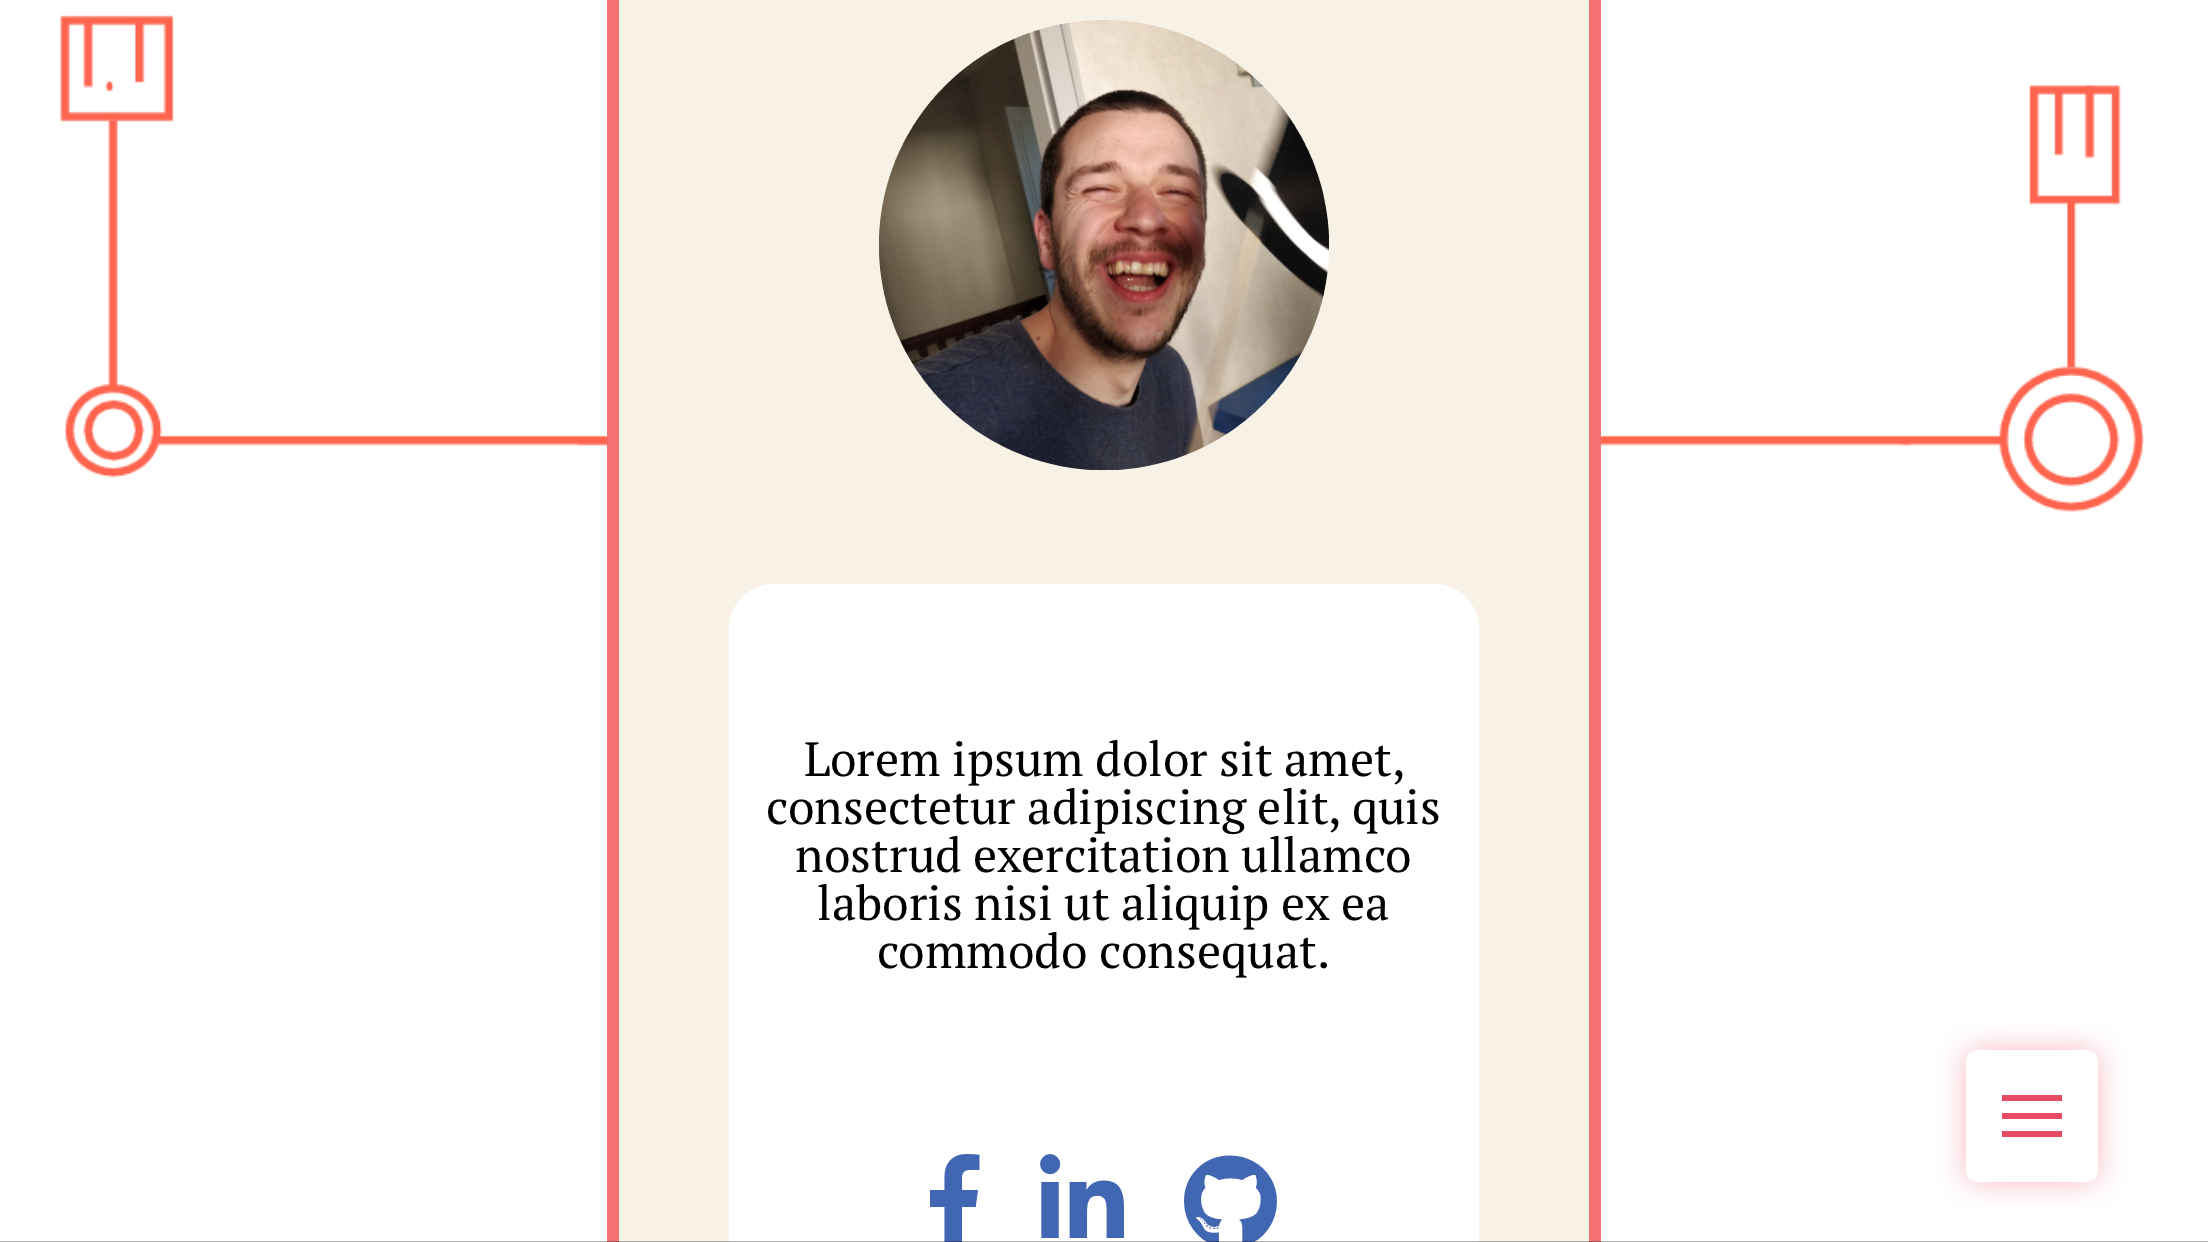 Lorem ipsum dolor sit amet,
consectetur adipiscing elit, quis
nostrud exercitation ullamco
laboris nisi ut aliquip ex ea
commodo consequat.